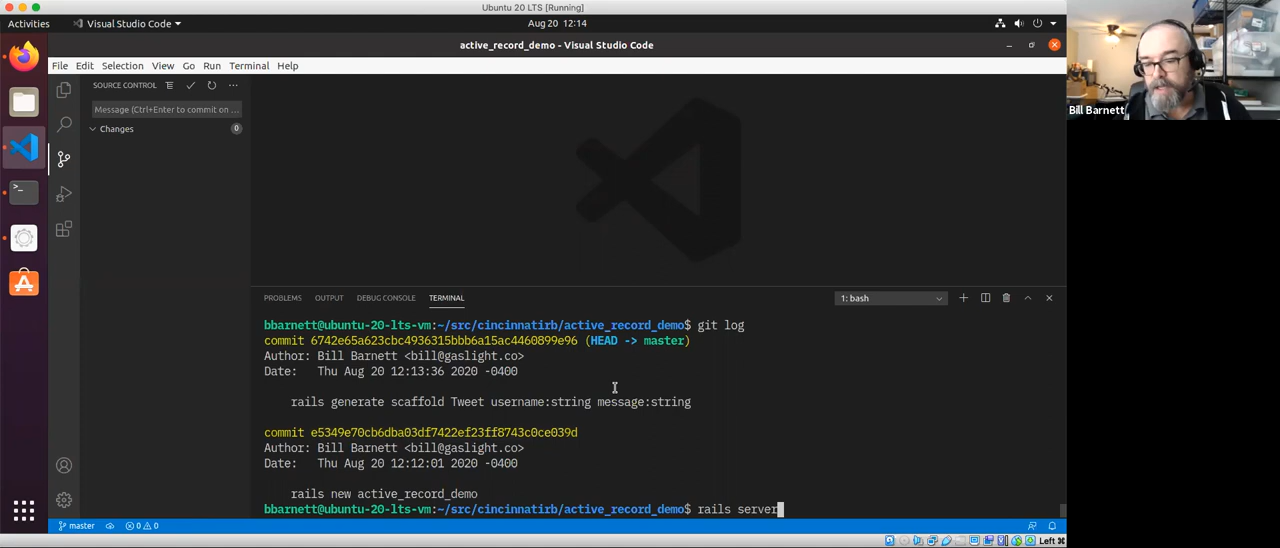 Ubuntu 20 LTS [Running]
Activities
Visual Studio Code
Aug 20 12:14
active_record_demo - Visual Studio Code
File Edit Selection View Go Run Terminal Help
SOURCE CONTROL
Message (Ctrl+Enter to commit on ...
Changes
0
Bill Barnett
PROBLEMS OUTPUT DEBUG CONSOLE TERMINAL
1: bash
bbarnett@ubuntu-20-lts-vm:~/src/cincinnatirb/active_record_demo$ git log
commit 6742e65a623cbc4936315bbb6a15ac4460899e96 (HEAD -> master)
Author: Bill Barnett <bill@gaslight.co>
Date: Thu Aug 20 12:13:36 2020 -0400
rails generate scaffold Tweet username:string message:string
commit e5349e70cb6dba03df7422ef23ff8743c0ce039d
Author: Bill Barnett <bill@gaslight.co>
Date: Thu Aug 20 12:12:01 2020 -0400
rails new active_record_demo
bbarnett@ubuntu-20-lts-vm:~/src/cincinnatirb/active_record_demo$ rails server
master
0 0
Left ⌘